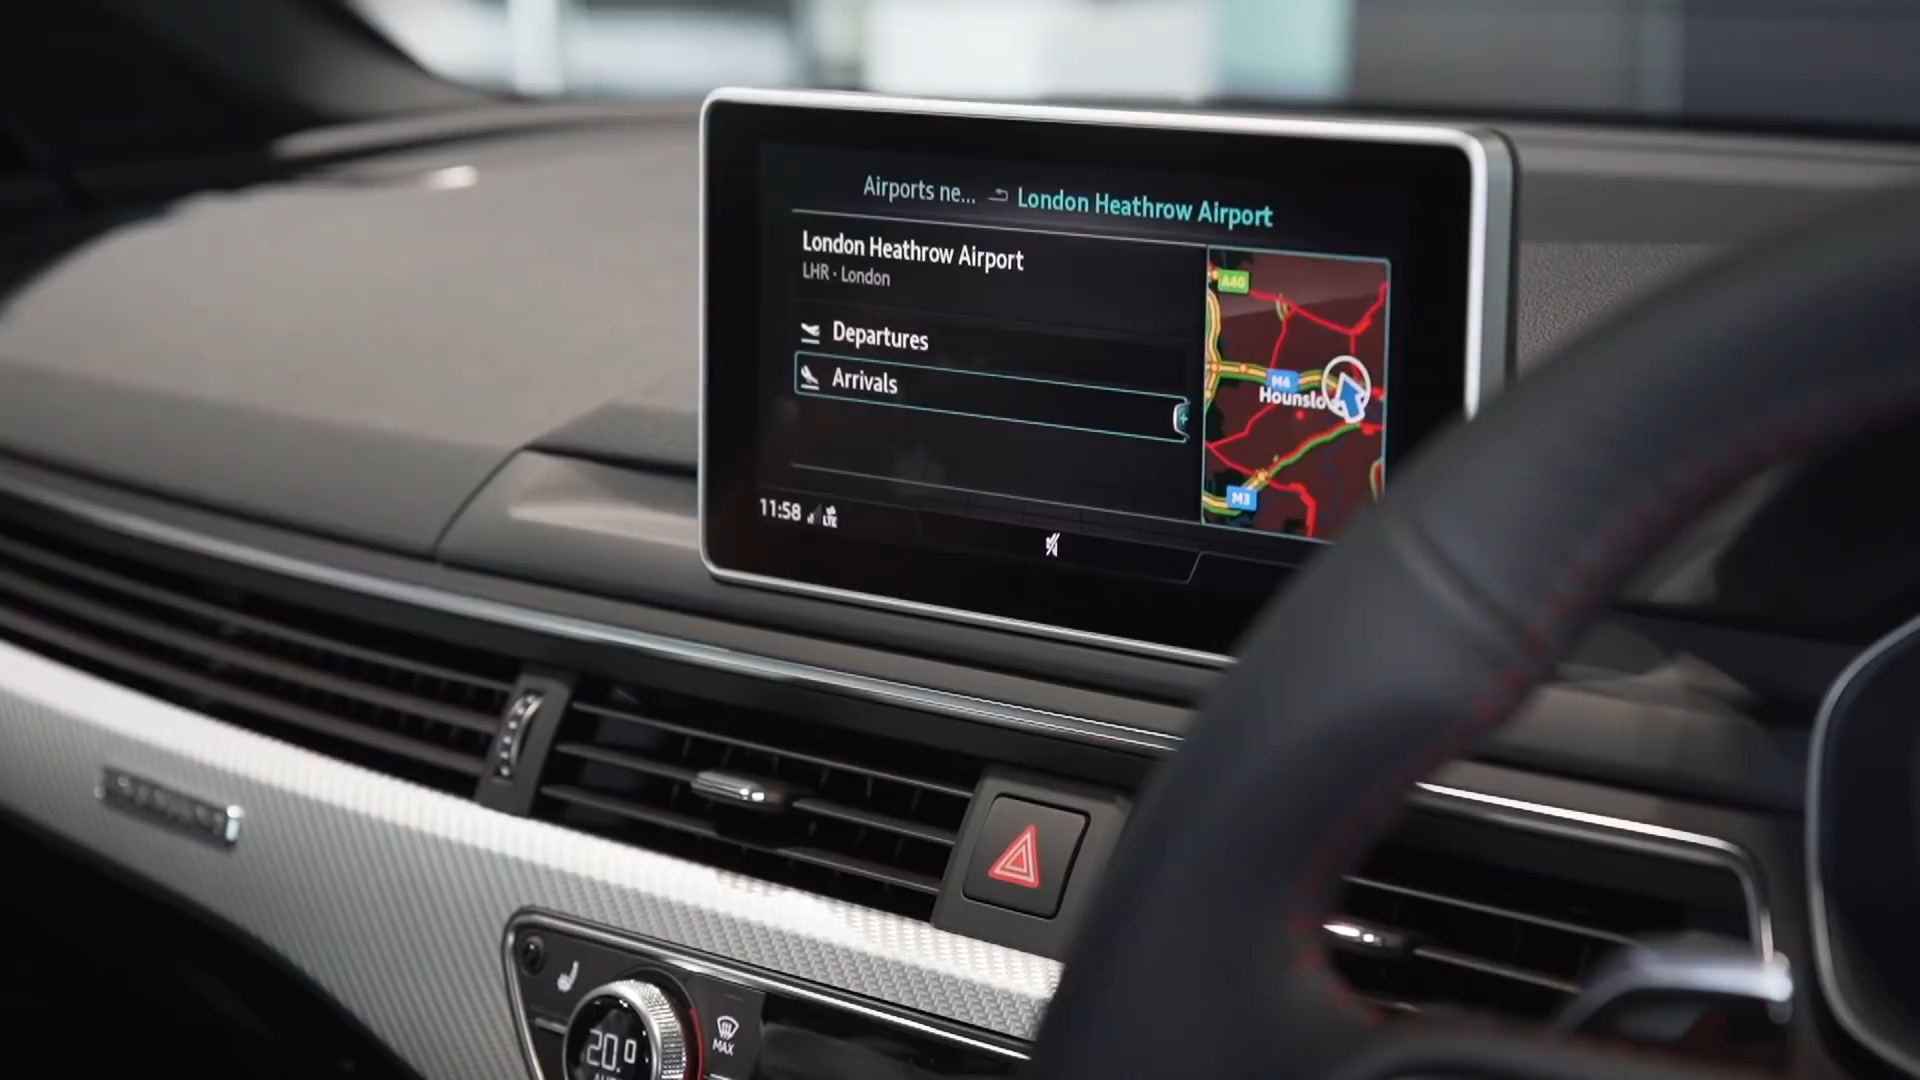 Airports ne... London Heathrow Airport
London Heathrow Airport
LHR · London
Departures
Arrivals
A40
M4
M3
11:58 LTE
20.0
MAX